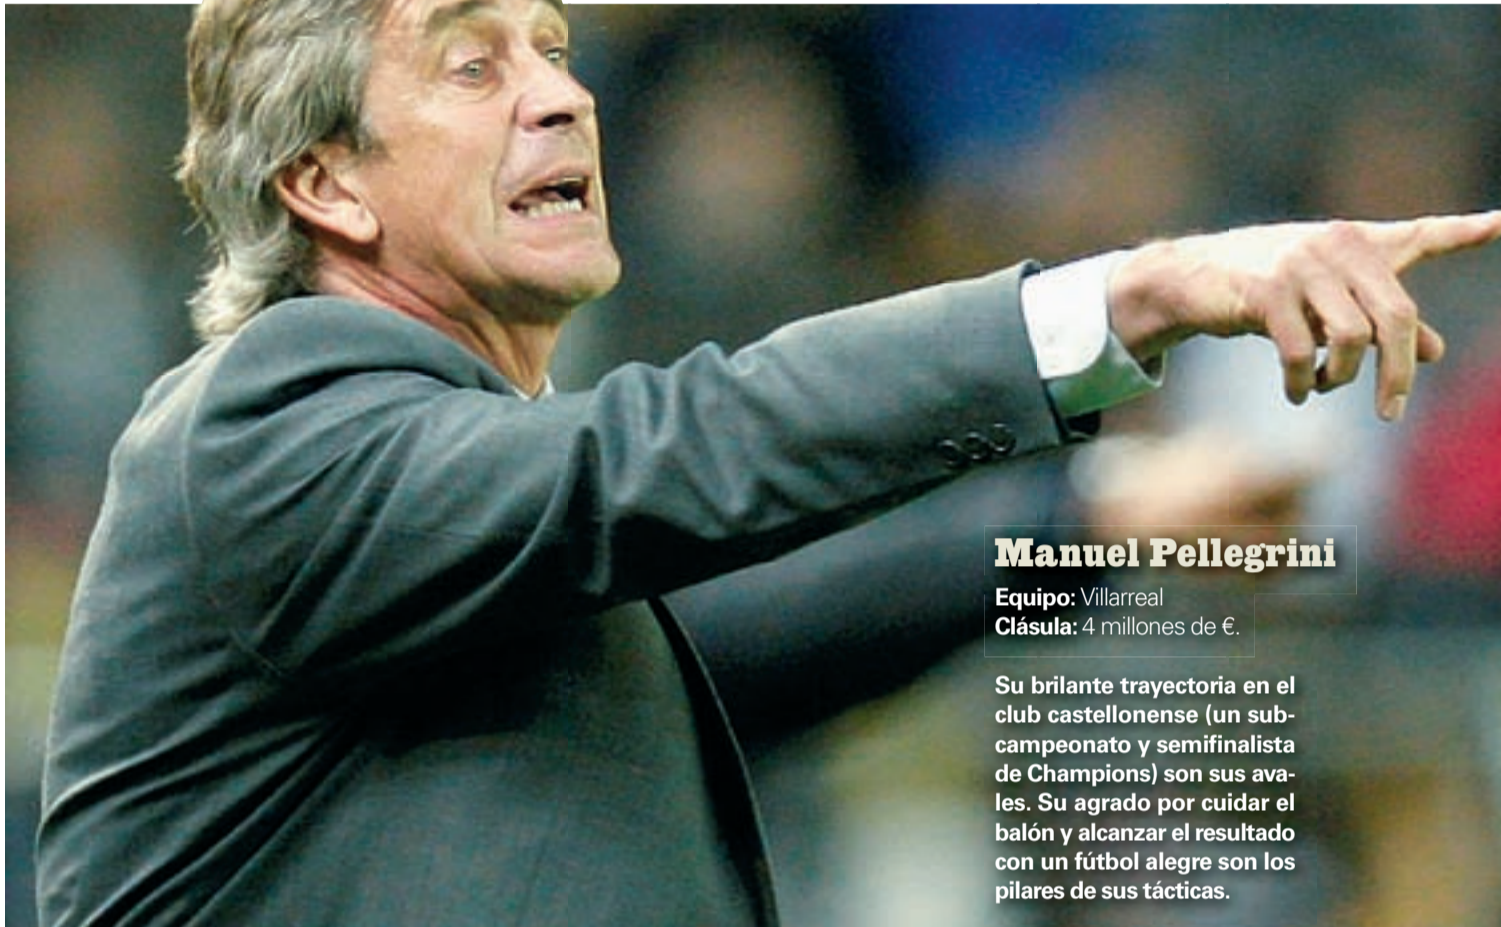 Manuel Pellegrini
Equipo: Villarreal
Clásula: 4 millones de €.
Su brilante trayectoria en el
club castellonense (un sub-
campeonato y semifinalista
de Champions) son sus ava-
les. Su agrado por cuidar el
balón y alcanzar el resultado
con un fútbol alegre son los
pilares de sus tácticas.